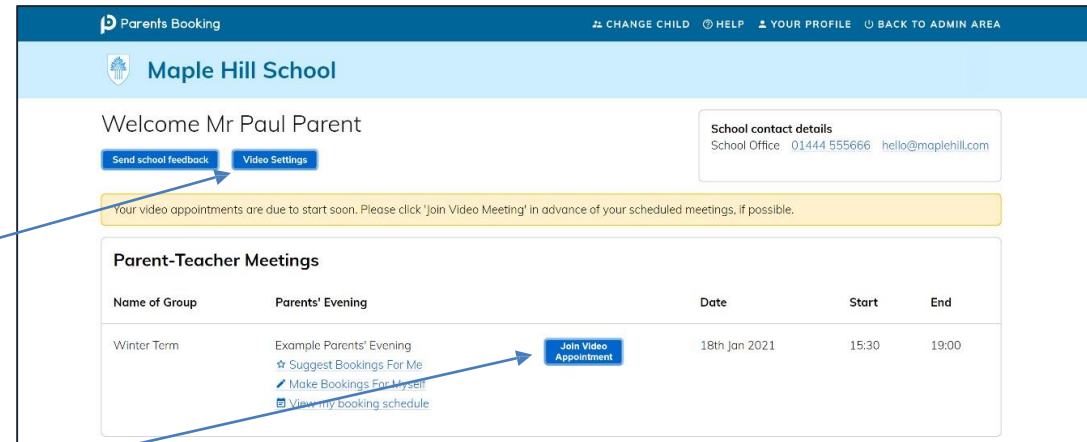 Parents Booking CHANGE CHILD HELP YOUR PROFILE BACK TO ADMIN AREA
Maple Hill School
Welcome Mr Paul Parent
Send school feedback Video Settings
School contact details
School Office 01444 555666 hello@maplehill.com
Your video appointments are due to start soon. Please click 'Join Video Meeting' in advance of your scheduled meetings, if possible.
Parent-Teacher Meetings
Name of Group Parents' Evening Date Start End
Winter Term Example Parents' Evening Join Video Appointment 18th Jan 2021 15:30 19:00
Suggest Bookings For Me
Make Bookings For Myself
View my booking schedule